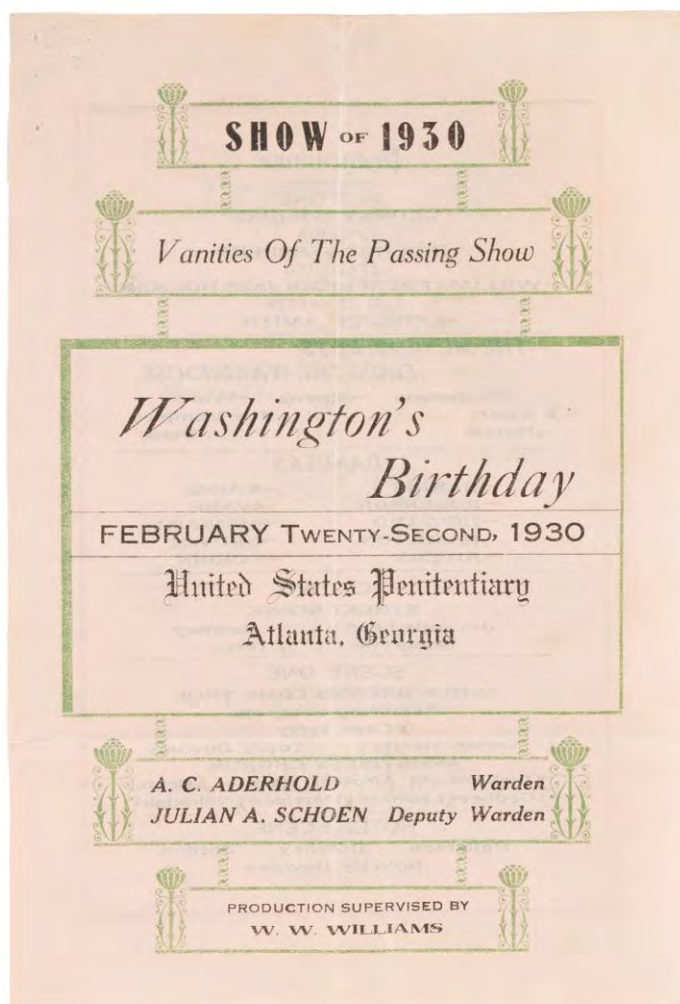 SHOW OF 1930
Vanities Of The Passing Show
Washington's
Birthday
FEBRUARY TWENTY-SECOND, 1930
United States Penitentiary
Atlanta, Georgia
A. C. ADERHOLD Warden
JULIAN A. SCHOEN Deputy Warden
PRODUCTION SUPERVISED BY
W. W. WILLIAMS